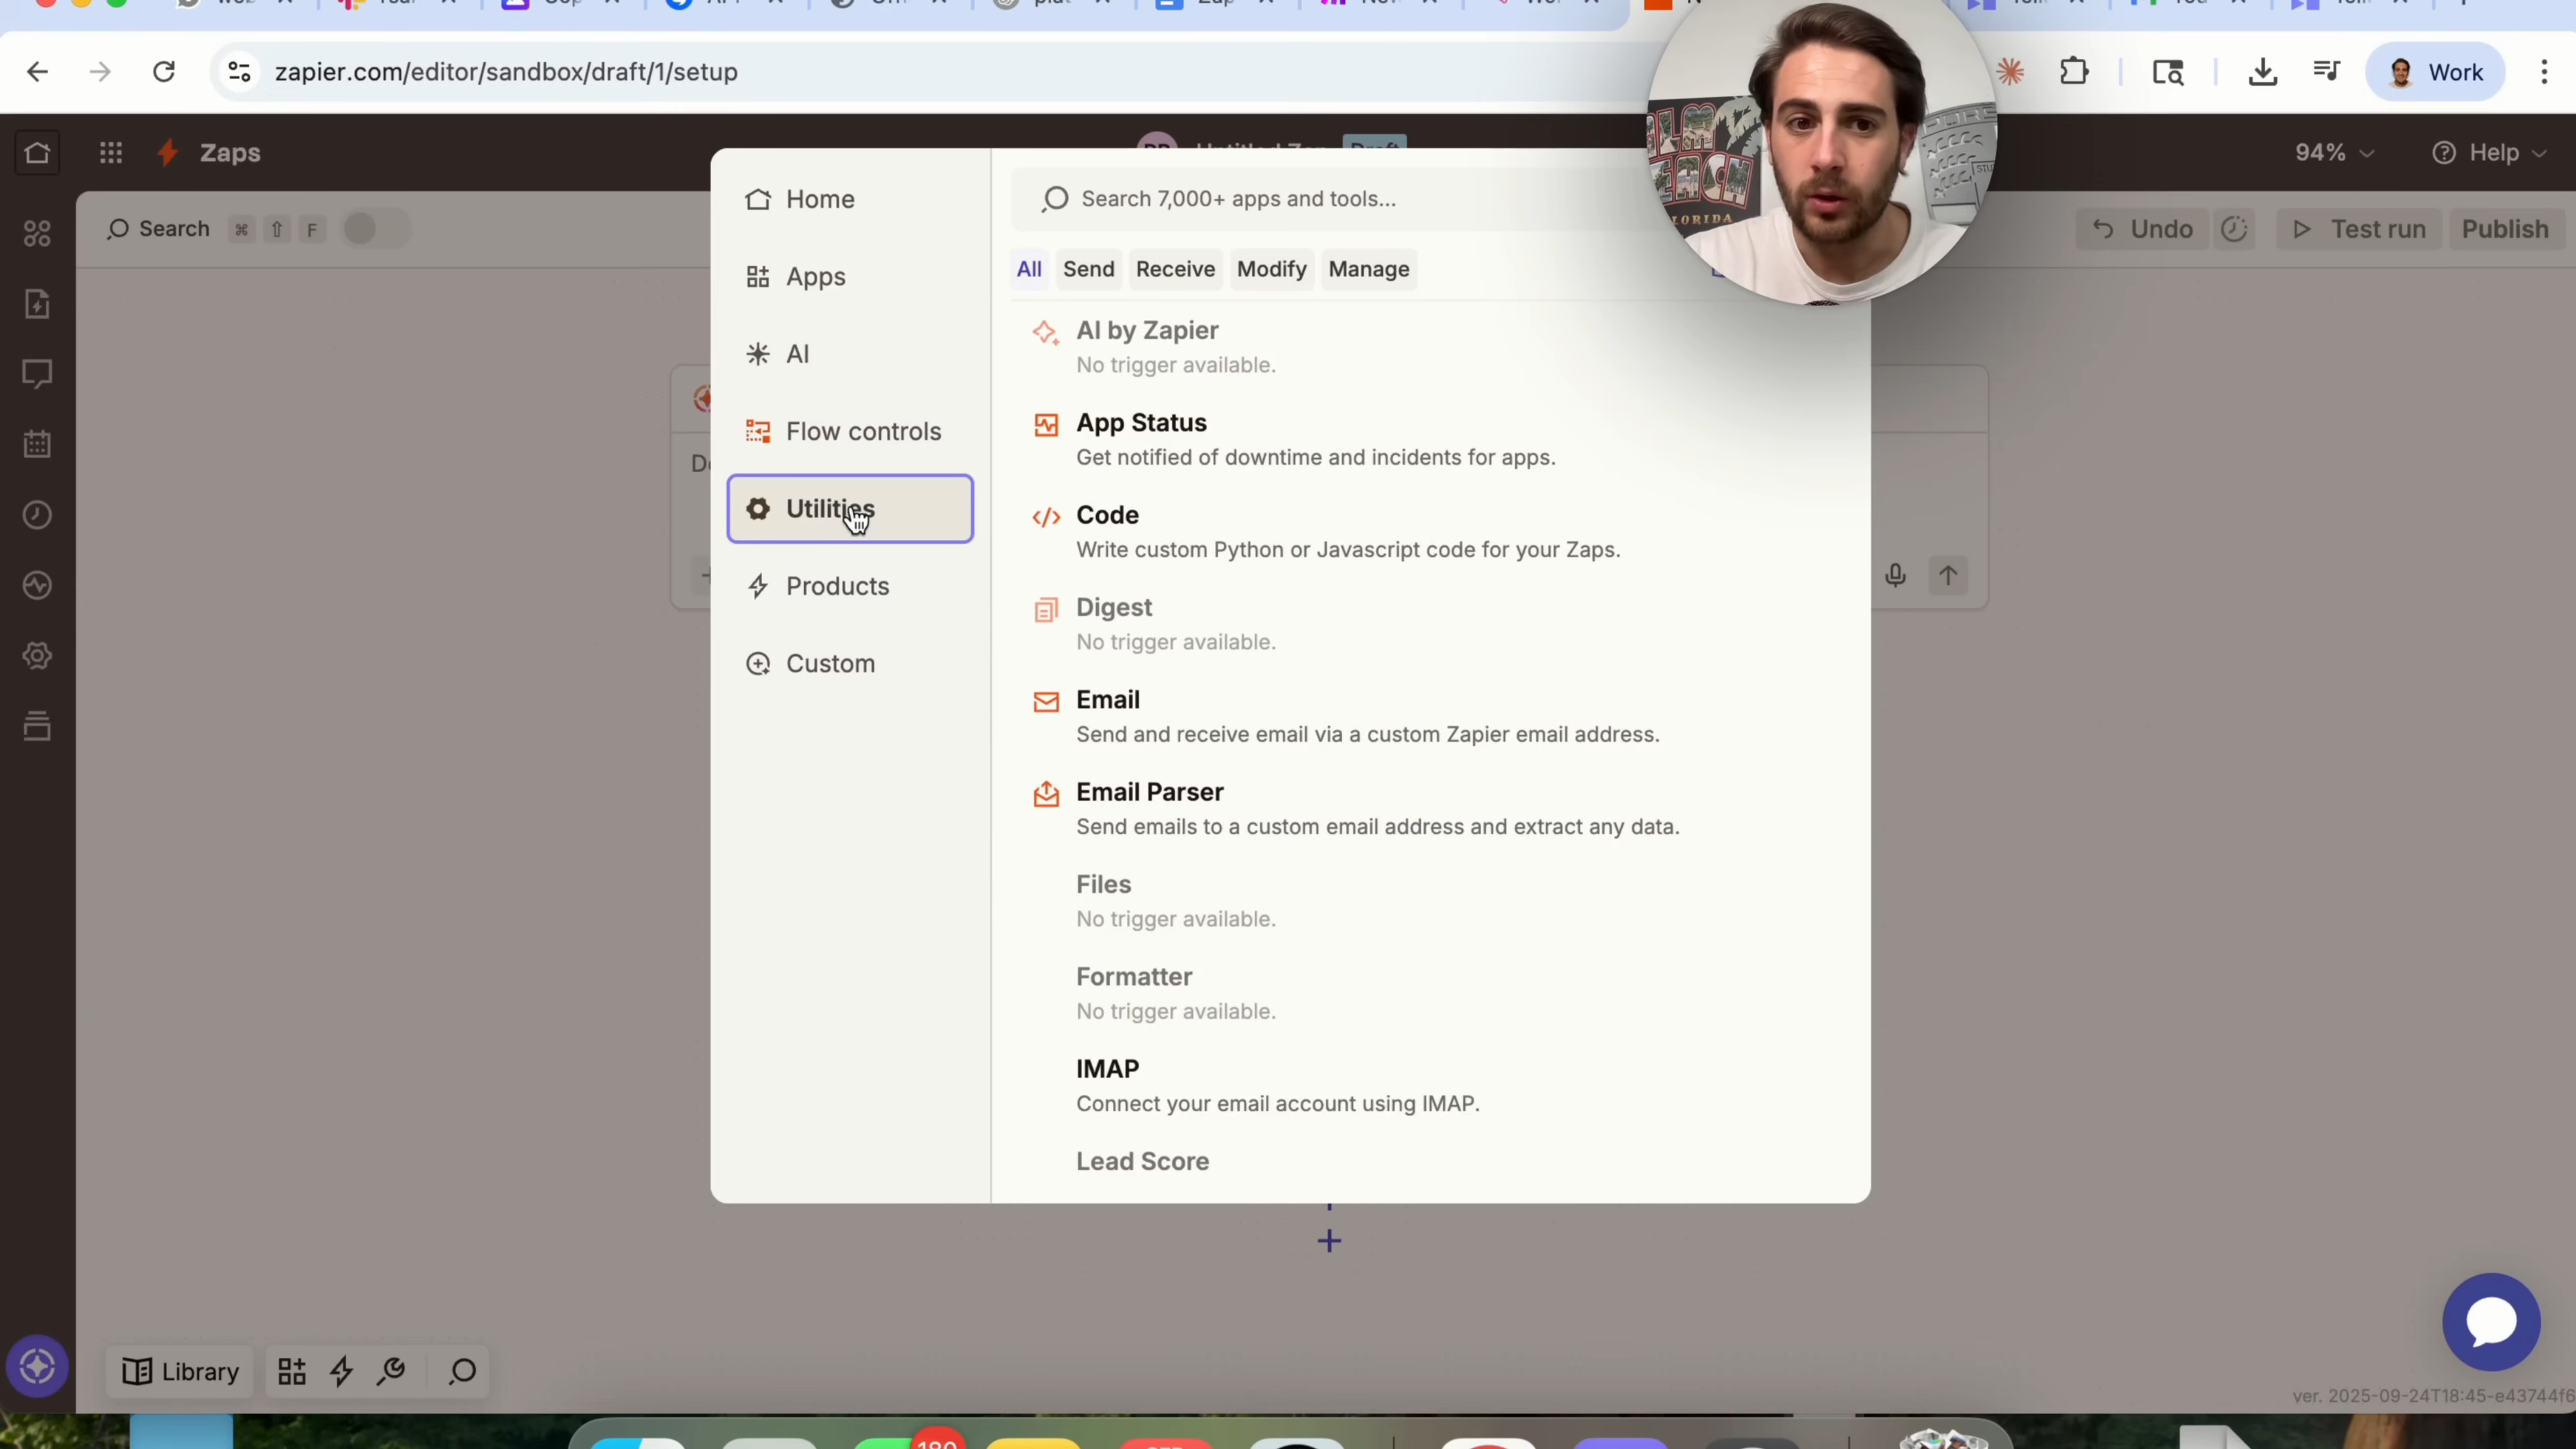 zapier.com/editor/sandbox/draft/1/setup
Work
Zaps
Draft
94%
Help
Search
⌘ ⇧ F
Undo
Test run
Publish
Home
Apps
AI
Flow controls
Utilities
Products
Custom
Search 7,000+ apps and tools...
All
Send
Receive
Modify
Manage
AI by Zapier
No trigger available.
App Status
Get notified of downtime and incidents for apps.
Code
Write custom Python or Javascript code for your Zaps.
Digest
No trigger available.
Email
Send and receive email via a custom Zapier email address.
Email Parser
Send emails to a custom email address and extract any data.
Files
No trigger available.
Formatter
No trigger available.
IMAP
Connect your email account using IMAP.
Lead Score
Library
ver. 2025-09-24T18:45-e43744f6